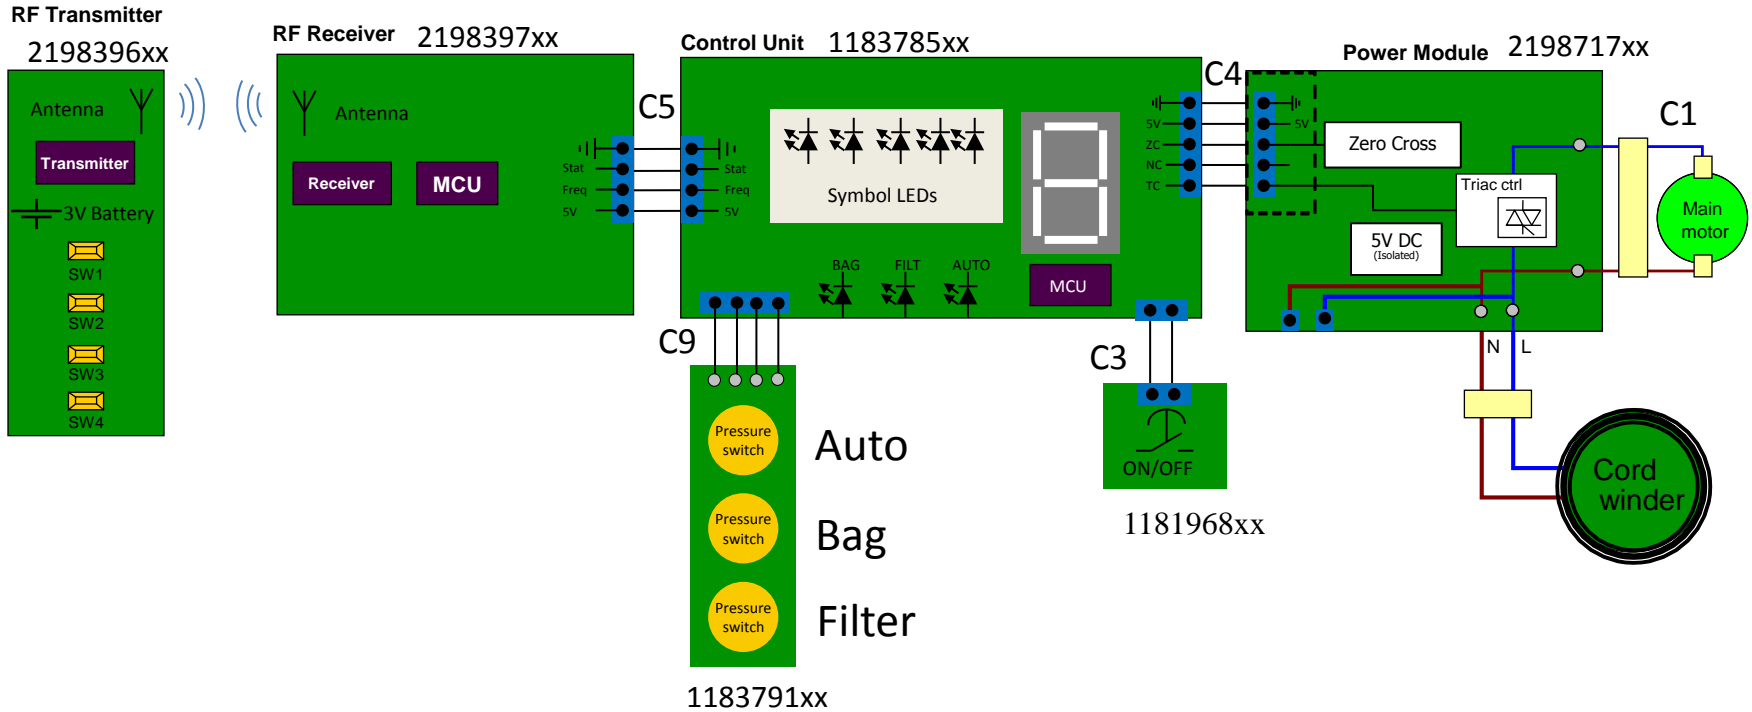 RF Transmitter
2198396xx
Antenna
Transmitter
3V Battery
SW1
SW2
SW3
SW4
RF Receiver 2198397xx
Antenna
Receiver
MCU
Stat
Freq
5V
C5
Control Unit 1183785xx
Stat
Freq
5V
Symbol LEDs
BAG FILT AUTO
MCU
5V
ZC
NC
TC
C4
Power Module 2198717xx
5V
Zero Cross
Triac ctrl
5V DC
(Isolated)
N L
C1
Main
motor
Cord
winder
C9
Pressure
switch
Auto
Pressure
switch
Bag
Pressure
switch
Filter
1183791xx
C3
ON/OFF
1181968xx